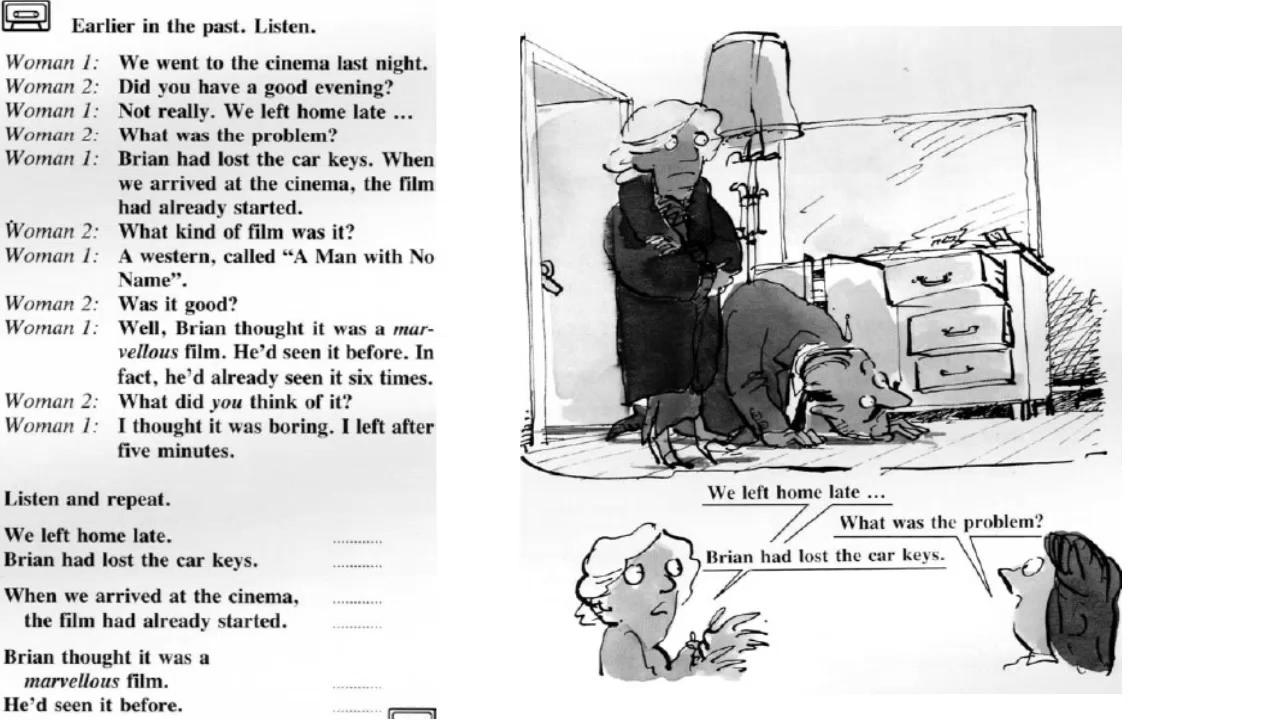 Earlier in the past. Listen.
Woman 1: We went to the cinema last night.
Woman 2: Did you have a good evening?
Woman 1: Not really. We left home late ...
Woman 2: What was the problem?
Woman 1: Brian had lost the car keys. When
we arrived at the cinema, the film
had already started.
Woman 2: What kind of film was it?
Woman 1: A western, called “A Man with No
Name”.
Woman 2: Was it good?
Woman 1: Well, Brian thought it was a mar-
vellous film. He’d seen it before. In
fact, he’d already seen it six times.
Woman 2: What did you think of it?
Woman 1: I thought it was boring. I left after
five minutes.
Listen and repeat.
We left home late. ............
Brian had lost the car keys. ............
When we arrived at the cinema, ............
the film had already started. ............
Brian thought it was a
marvellous film. ............
He’d seen it before. ............
We left home late ...
What was the problem?
Brian had lost the car keys.